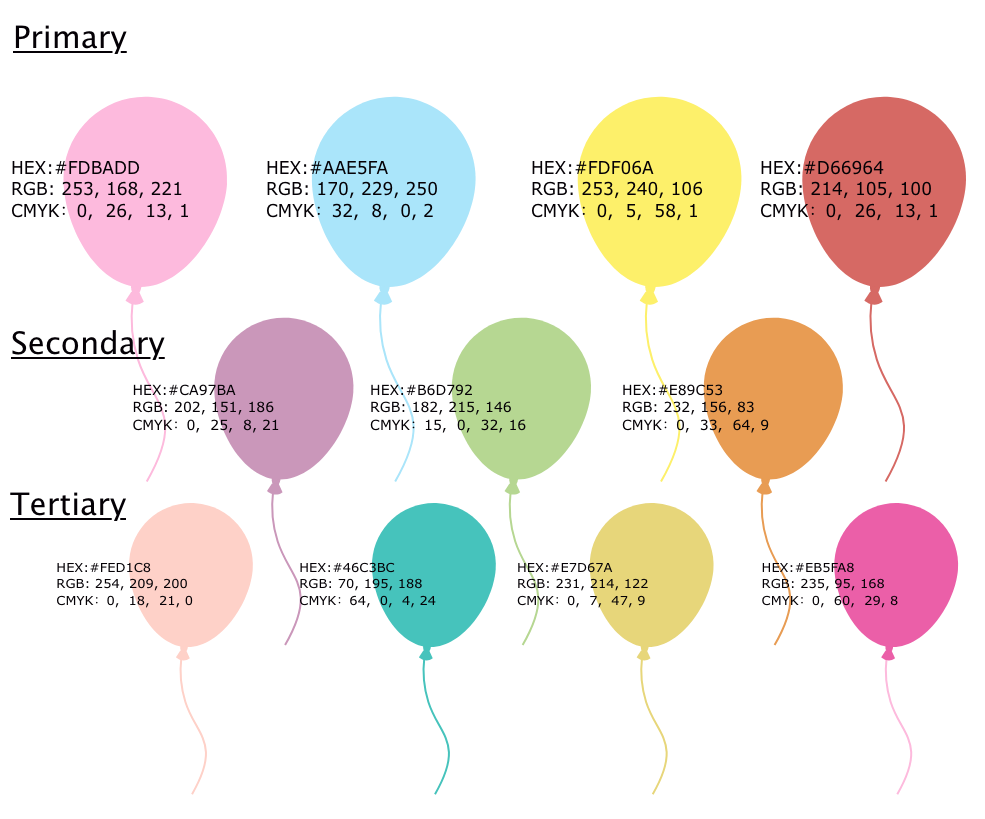 Primary
HEX:#FDBADD
RGB: 253, 168, 221
CMYK: 0, 26, 13, 1
HEX:#AAE5FA
RGB: 170, 229, 250
CMYK: 32, 8, 0, 2
HEX:#FDF06A
RGB: 253, 240, 106
CMYK: 0, 5, 58, 1
HEX:#D66964
RGB: 214, 105, 100
CMYK: 0, 26, 13, 1
Secondary
HEX:#CA97BA
RGB: 202, 151, 186
CMYK: 0, 25, 8, 21
HEX:#B6D792
RGB: 182, 215, 146
CMYK: 15, 0, 32, 16
HEX:#E89C53
RGB: 232, 156, 83
CMYK: 0, 33, 64, 9
Tertiary
HEX:#FED1C8
RGB: 254, 209, 200
CMYK: 0, 18, 21, 0
HEX:#46C3BC
RGB: 70, 195, 188
CMYK: 64, 0, 4, 24
HEX:#E7D67A
RGB: 231, 214, 122
CMYK: 0, 7, 47, 9
HEX:#EB5FA8
RGB: 235, 95, 168
CMYK: 0, 60, 29, 8